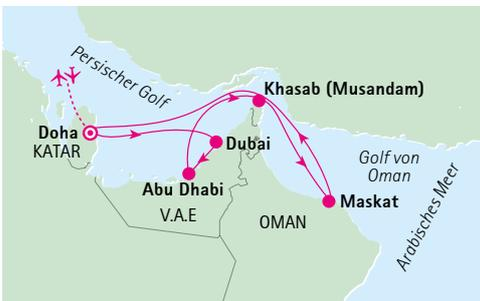 Persischer Golf
Khasab (Musandam)
Doha
KATAR
Dubai
Abu Dhabi
V.A.E
OMAN
Maskat
Golf von
Oman
Arabisches Meer